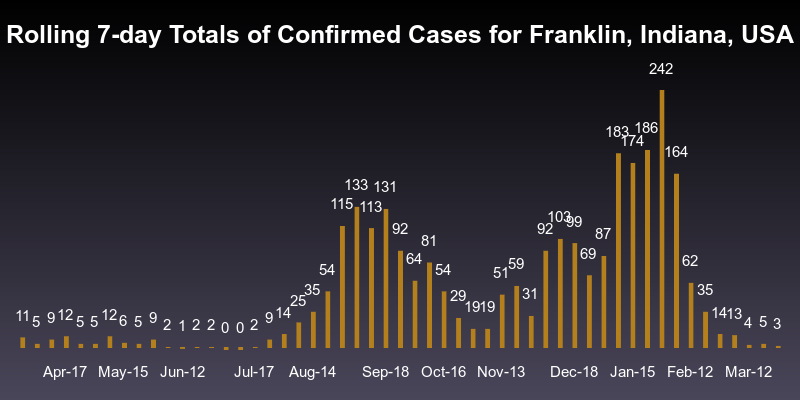 Rolling 7-day Totals of Confirmed Cases for Franklin, Indiana, USA
242
183 174 186
164
133 131
115 113
103 99
92 92 87
81
64 69
54 54 51 59 62
35 29 31 35
25
11 5 9 12 5 5 12 6 5 9 2 1 2 2 0 0 2 9 14 19 19 14 13 4 5 3
Apr-17 May-15 Jun-12 Jul-17 Aug-14 Sep-18 Oct-16 Nov-13 Dec-18 Jan-15 Feb-12 Mar-12